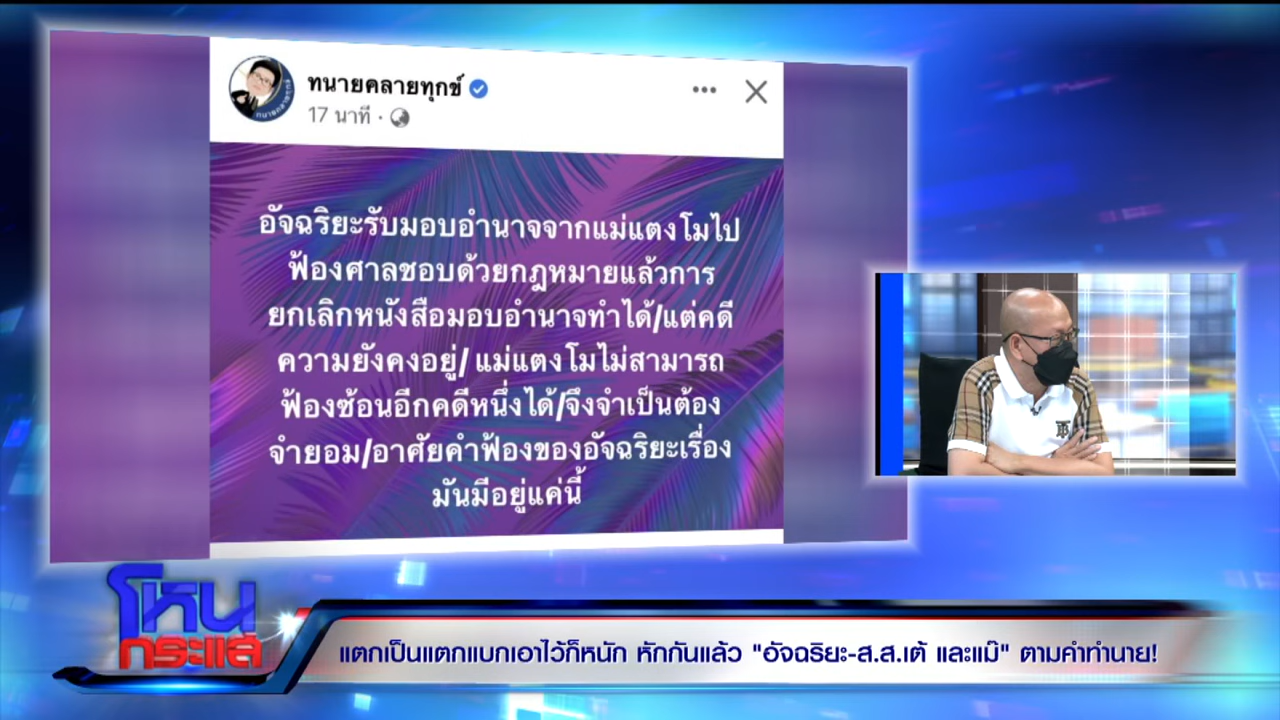 ทนายคลายทุกข์
17 นาที ·
อัจฉริยะรับมอบอำนาจจากแม่แตงโมไป
ฟ้องศาลชอบด้วยกฎหมายแล้วการ
ยกเลิกหนังสือมอบอำนาจทำได้/แต่คดี
ความยังคงอยู่/ แม่แตงโมไม่สามารถ
ฟ้องซ้อนอีกคดีหนึ่งได้/จึงจำเป็นต้อง
จำยอม/อาศัยคำฟ้องของอัจฉริยะเรื่อง
มันมีอยู่แค่นี้
โหน
กระแส
แตกเป็นแตกแบกเอาไว้ก็หนัก หักกันแล้ว "อัจฉริยะ-ส.ส.เต้ และแม๊" ตามคำทำนาย!